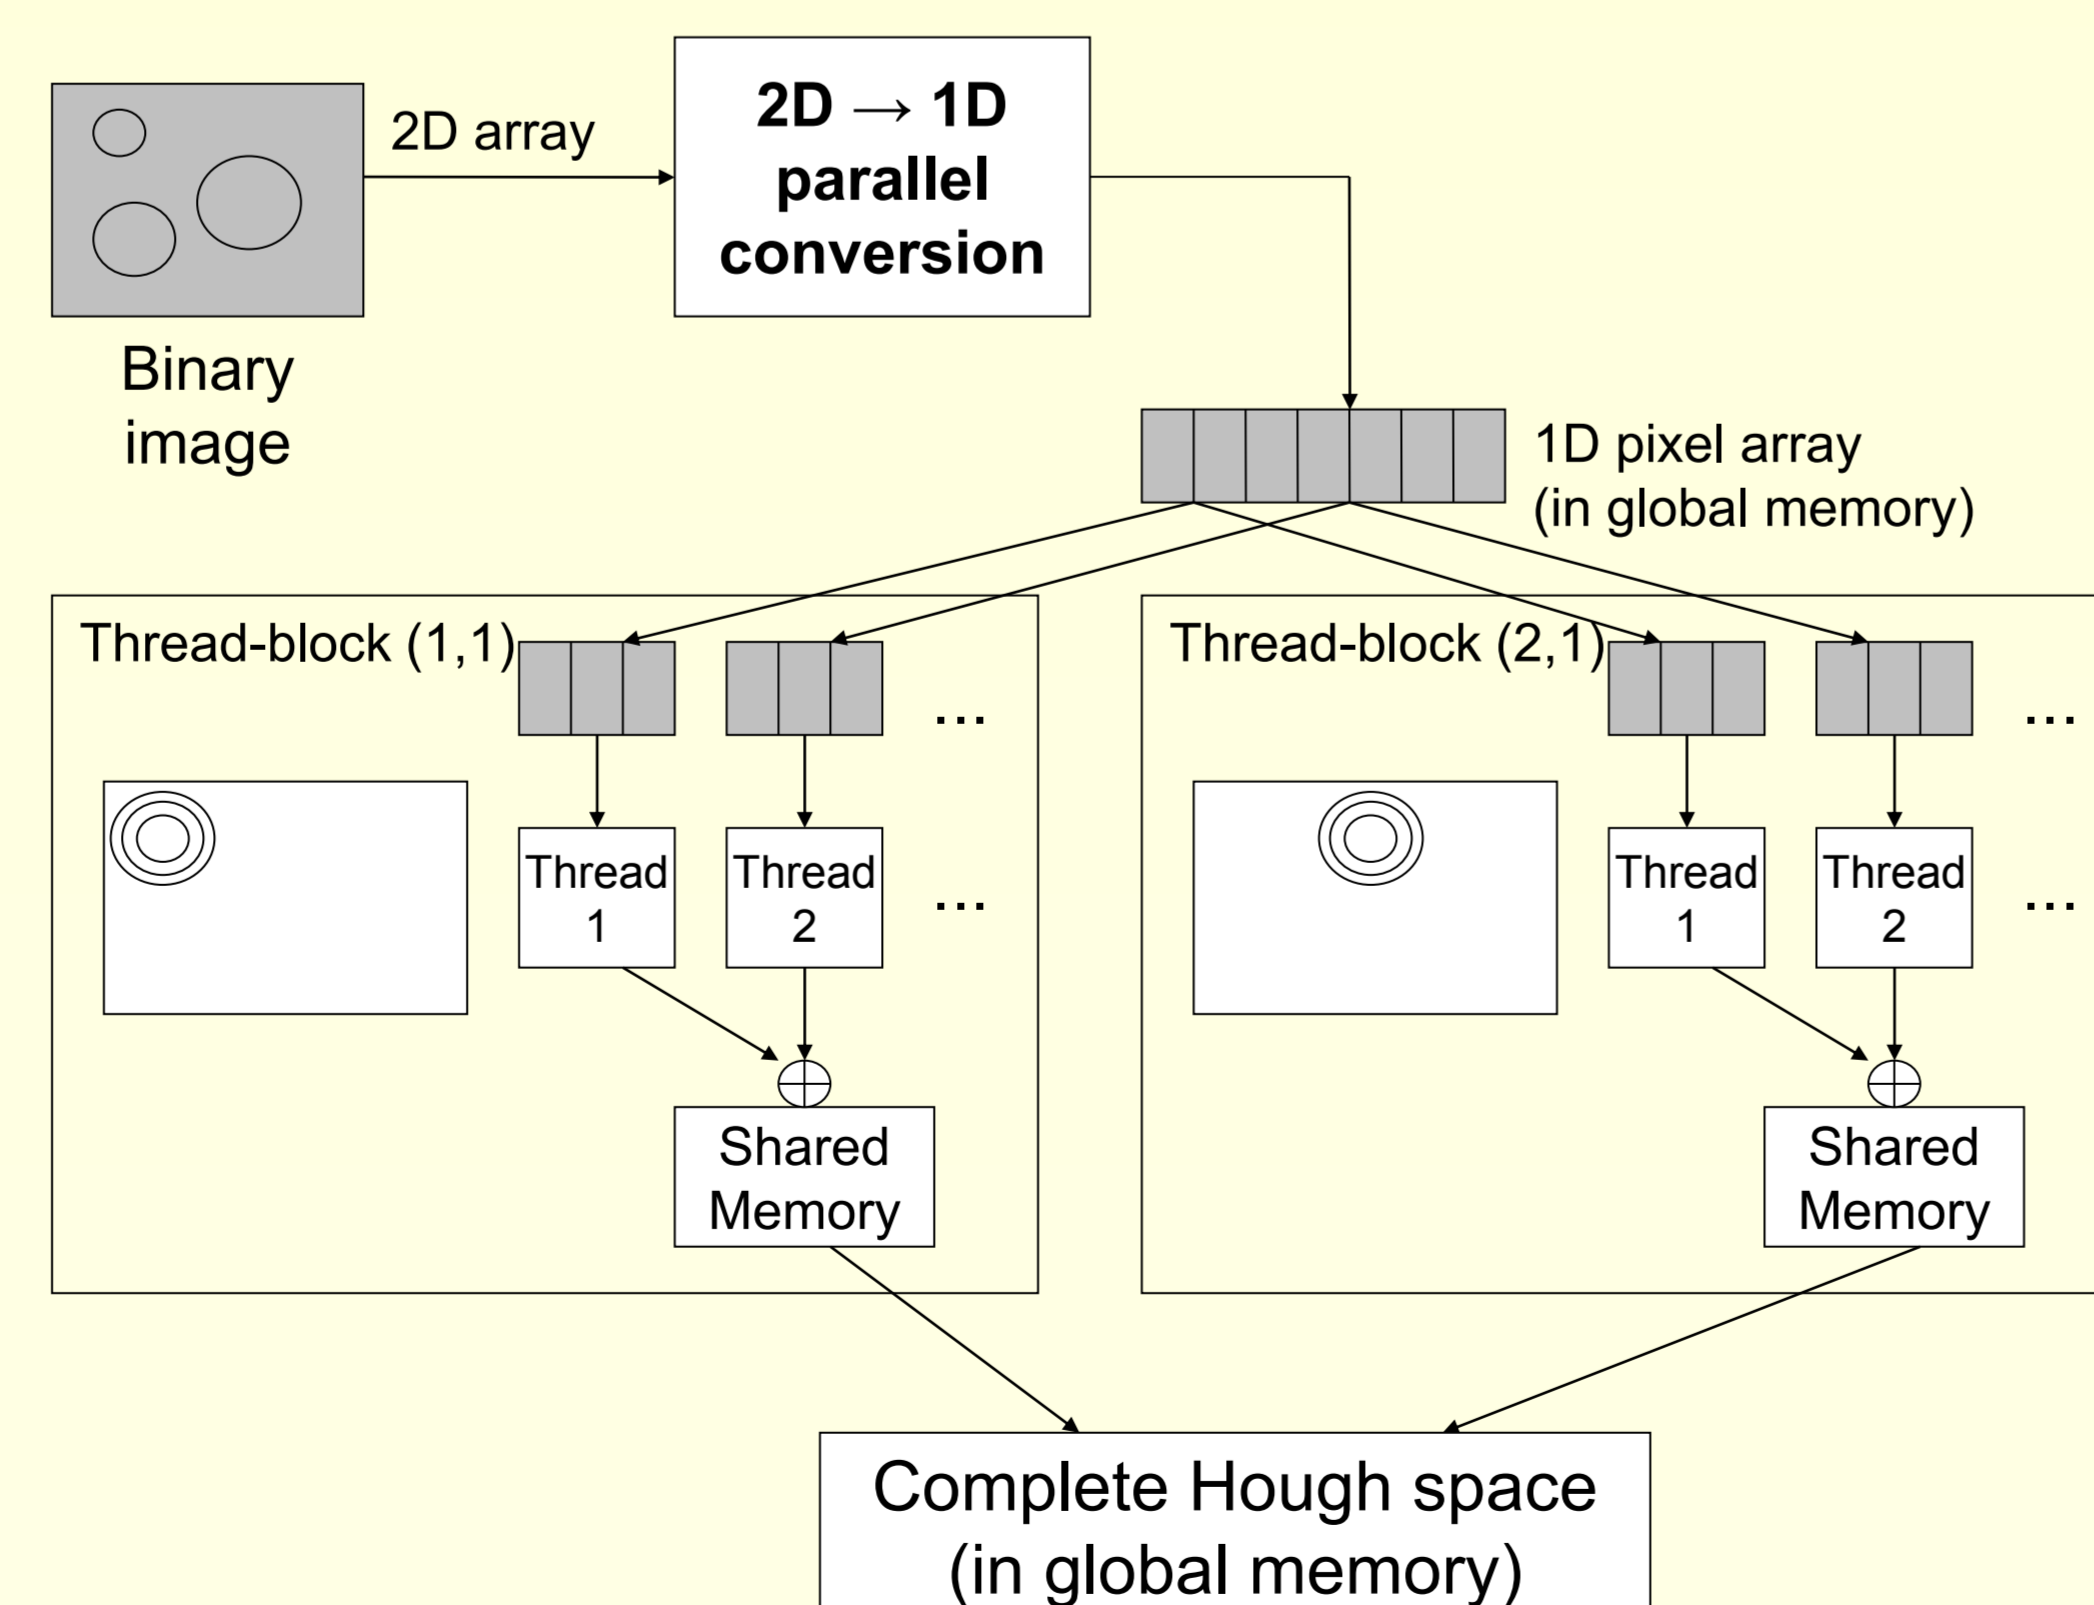 2D array
2D → 1D
parallel
conversion
Binary
image
1D pixel array
(in global memory)
Thread-block (1,1)
...
Thread
1
Thread
2
...
Shared
Memory
Thread-block (2,1)
...
Thread
1
Thread
2
...
Shared
Memory
Complete Hough space
(in global memory)